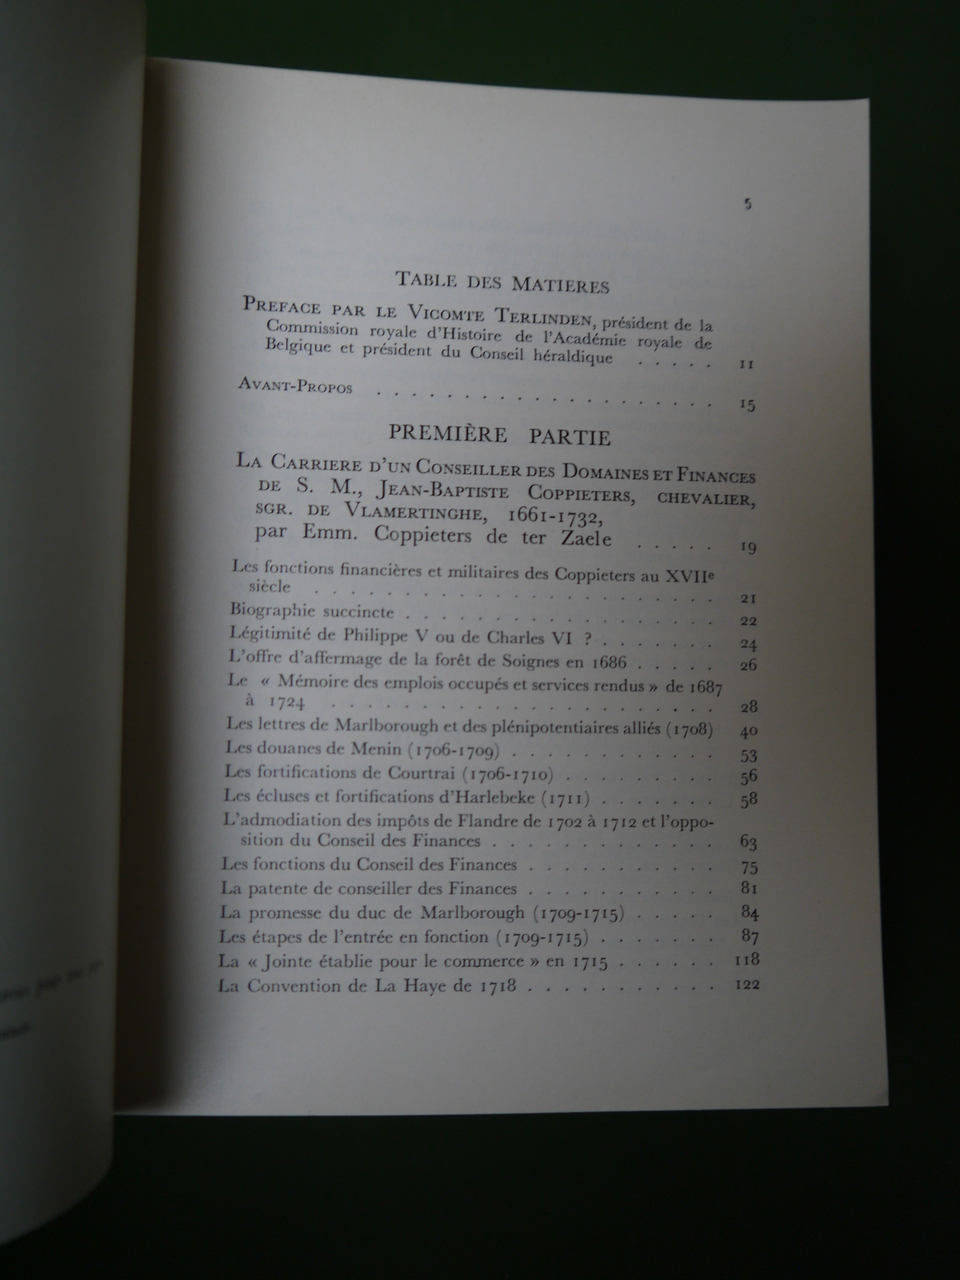 5
TABLE DES MATIERES
PREFACE PAR LE VICOMTE TERLINDEN, président de la
Commission royale d'Histoire de l'Académie royale de
Belgique et président du Conseil héraldique . . . . . 11
AVANT-PROPOS . . . . . . . . . . . . . . . . . . . . 15
PREMIÈRE PARTIE
LA CARRIERE D'UN CONSEILLER DES DOMAINES ET FINANCES
DE S. M., JEAN-BAPTISTE COPPIETERS, CHEVALIER,
SGR. DE VLAMERTINGHE, 1661-1732,
par Emm. Coppieters de ter Zaele . . . . . 19
Les fonctions financières et militaires des Coppieters au XVIIe
siècle . . . . . . . . . . . . . . . . . . . . . . . 21
Biographie succincte . . . . . . . . . . . . . . . . . 22
Légitimité de Philippe V ou de Charles VI ? . . . . . . . 24
L'offre d'affermage de la forêt de Soignes en 1686 . . . . . 26
Le « Mémoire des emplois occupés et services rendus » de 1687
à 1724 . . . . . . . . . . . . . . . . . . . . . . 28
Les lettres de Marlborough et des plénipotentiaires alliés (1708) 40
Les douanes de Menin (1706-1709) . . . . . . . . . . . 53
Les fortifications de Courtrai (1706-1710) . . . . . . . . . 56
Les écluses et fortifications d'Harlebeke (1711) . . . . . . . 58
L'admodiation des impôts de Flandre de 1702 à 1712 et l'oppo-
sition du Conseil des Finances . . . . . . . . . . . . . 63
Les fonctions du Conseil des Finances . . . . . . . . . . . 75
La patente de conseiller des Finances . . . . . . . . . . . 81
La promesse du duc de Marlborough (1709-1715) . . . . . 84
Les étapes de l'entrée en fonction (1709-1715) . . . . . . . 87
La « Jointe établie pour le commerce » en 1715 . . . . . . 118
La Convention de La Haye de 1718 . . . . . . . . . . . 122